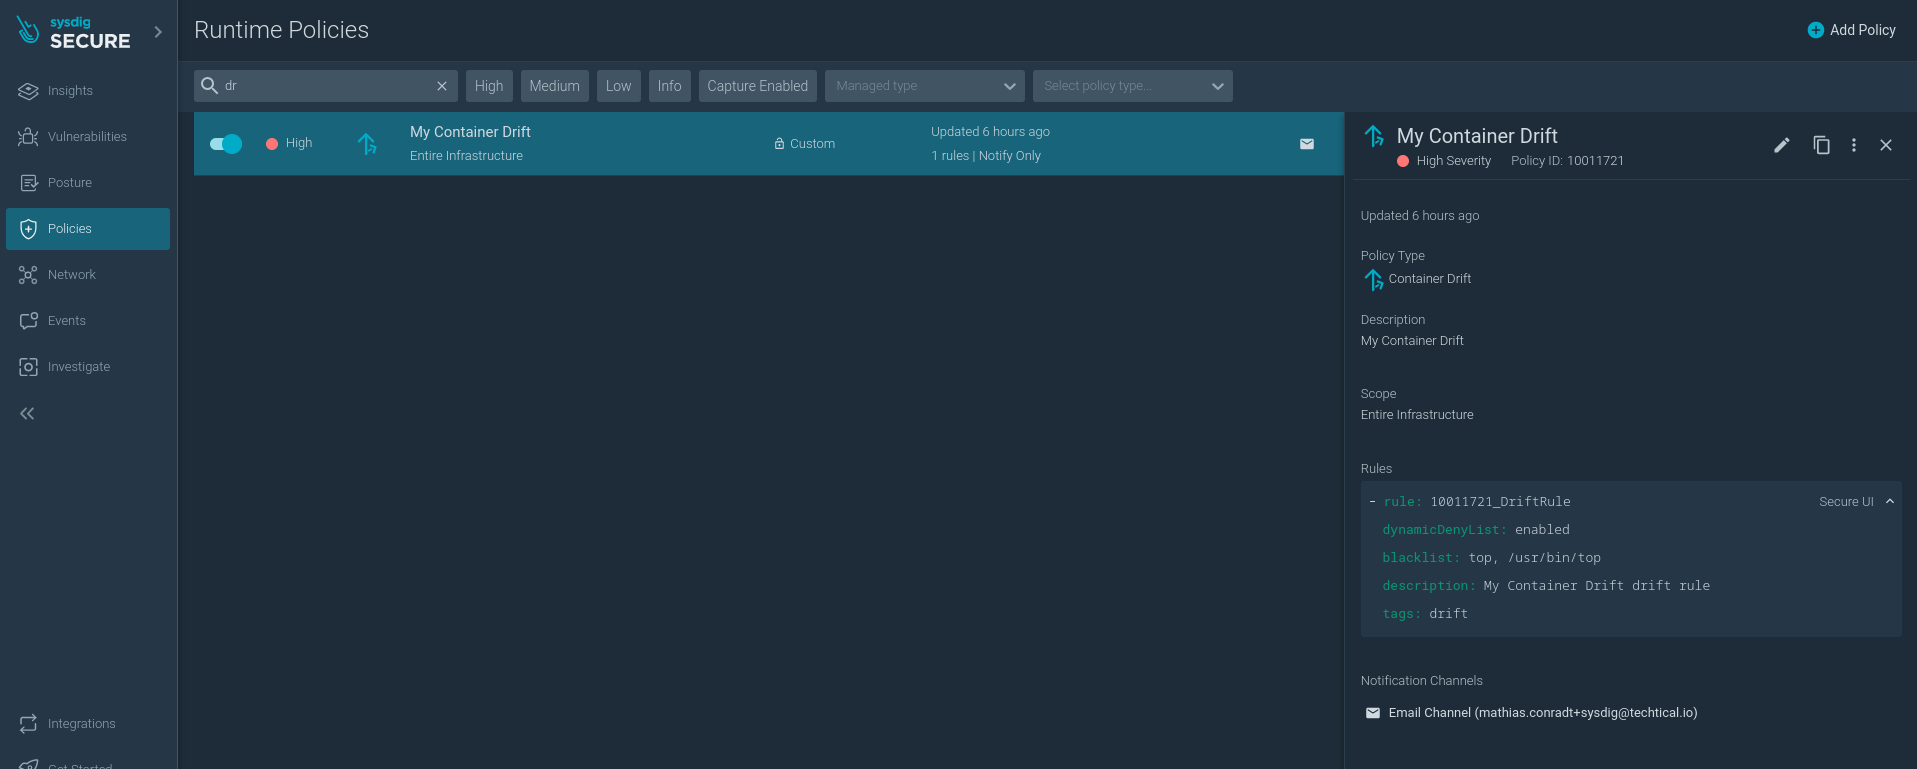 sysdig
SECURE
Insights
Vulnerabilities
Posture
Policies
Network
Events
Investigate
Integrations
Get Started
Runtime Policies
Add Policy
dr
High
Medium
Low
Info
Capture Enabled
Managed type
Select policy type...
High
My Container Drift
Entire Infrastructure
Custom
Updated 6 hours ago
1 rules | Notify Only
My Container Drift
High Severity Policy ID: 10011721
Updated 6 hours ago
Policy Type
Container Drift
Description
My Container Drift
Scope
Entire Infrastructure
Rules
- rule: 10011721_DriftRule Secure UI
dynamicDenyList: enabled
blacklist: top, /usr/bin/top
description: My Container Drift drift rule
tags: drift
Notification Channels
Email Channel (mathias.conradt+sysdig@techtical.io)